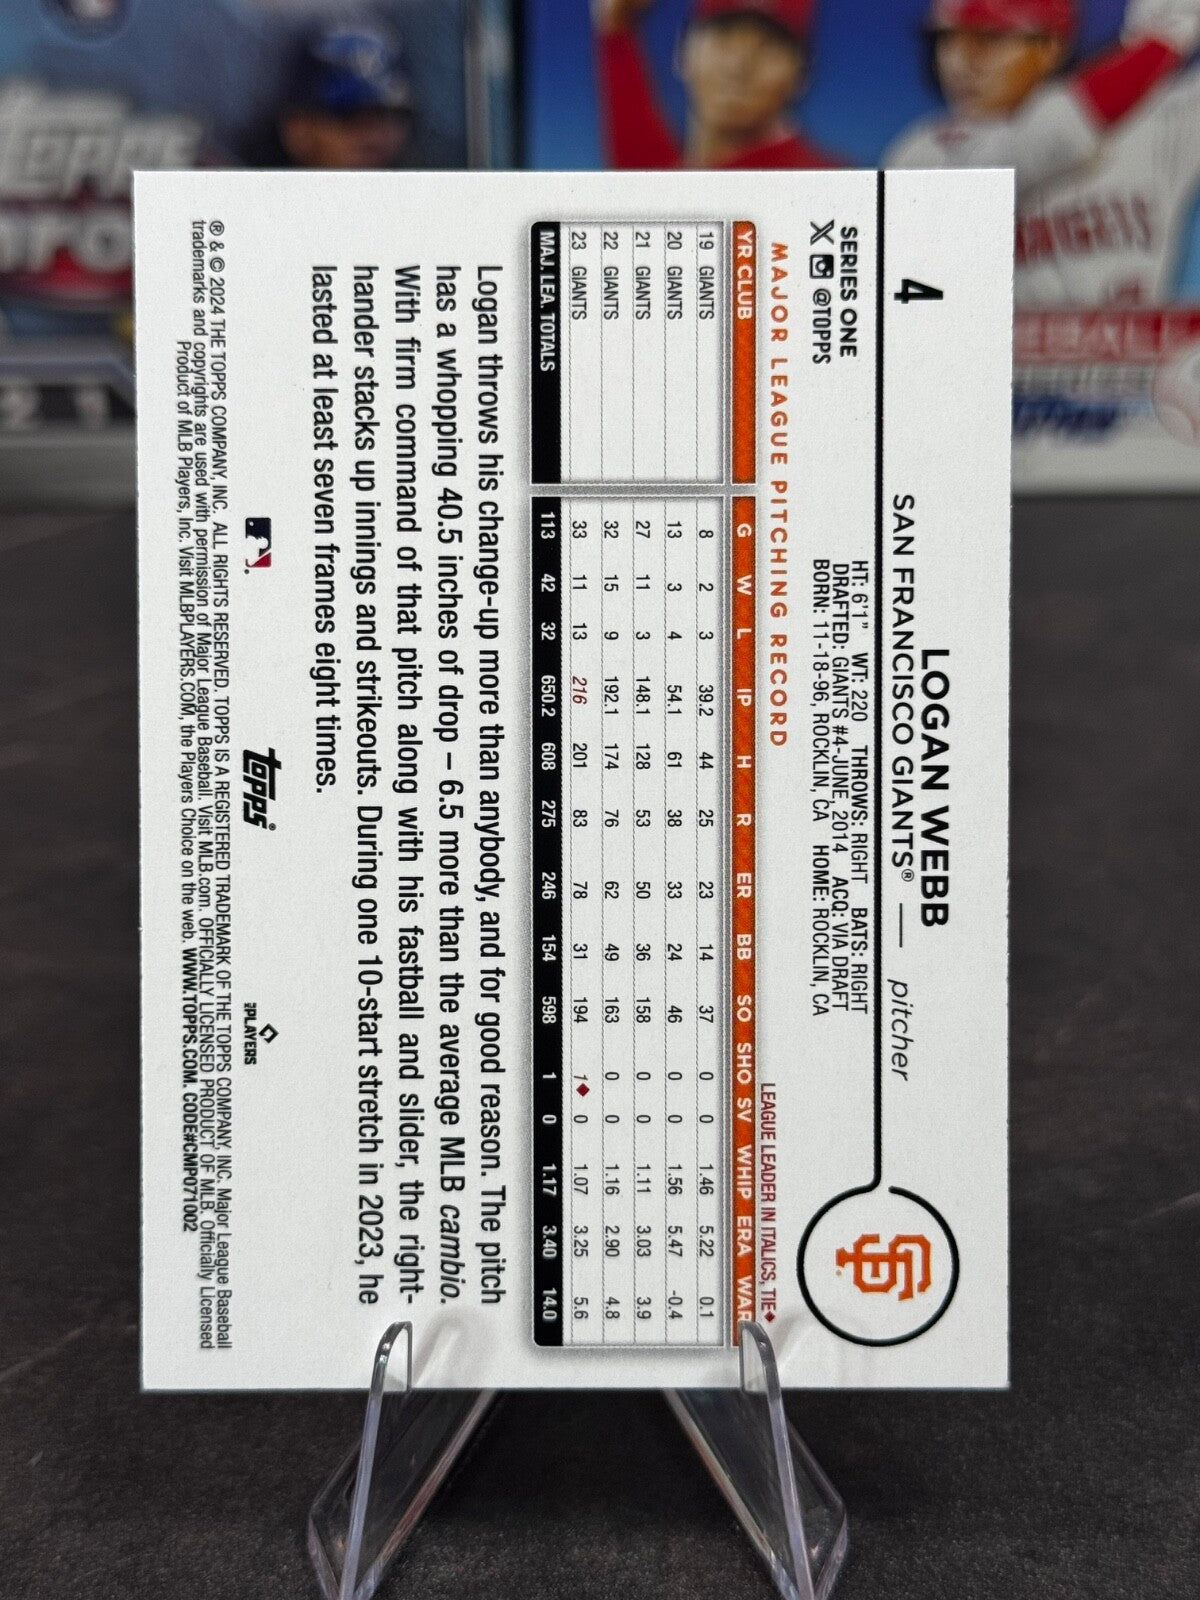 4
LOGAN WEBB
SAN FRANCISCO GIANTS® — pitcher
SERIES ONE
X @TOPPS
HT: 6'1" WT: 220 THROWS: RIGHT BATS: RIGHT
DRAFTED: GIANTS #4-JUNE, 2014 ACQ: VIA DRAFT
BORN: 11-18-96, ROCKLIN, CA HOME: ROCKLIN, CA
MAJOR LEAGUE PITCHING RECORD
LEAGUE LEADER IN ITALICS, TIE♦
YR CLUB G W L IP H R ER BB SO SHO SV WHIP ERA WAR
19 GIANTS 8 2 3 39.2 44 25 23 14 37 0 0 1.46 5.22 0.1
20 GIANTS 13 3 4 54.1 61 38 33 24 46 0 0 1.56 5.47 -0.4
21 GIANTS 27 11 3 148.1 128 53 50 36 158 0 0 1.11 3.03 3.9
22 GIANTS 32 15 9 192.1 174 76 62 49 163 0 0 1.16 2.90 4.8
23 GIANTS 33 11 13 216 201 83 78 31 194 1♦ 0 1.07 3.25 5.6
MAJ. LEA. TOTALS 113 42 32 650.2 608 275 246 154 598 1 0 1.17 3.40 14.0
Logan throws his change-up more than anybody, and for good reason. The pitch
has a whopping 40.5 inches of drop – 6.5 more than the average MLB cambio.
With firm command of that pitch along with his fastball and slider, the right-
hander stacks up innings and strikeouts. During one 10-start stretch in 2023, he
lasted at least seven frames eight times.
topps®
PLAYERS
® & © 2024 THE TOPPS COMPANY, INC. ALL RIGHTS RESERVED. TOPPS IS A REGISTERED TRADEMARK OF THE TOPPS COMPANY, INC. Major League Baseball
trademarks and copyrights are used with permission of Major League Baseball. Visit MLB.com. OFFICIALLY LICENSED PRODUCT OF MLB. Officially Licensed
Product of MLB Players, Inc. Visit MLBPLAYERS.COM, the Players Choice on the web. WWW.TOPPS.COM. CODE#CMP071002
TOPPS